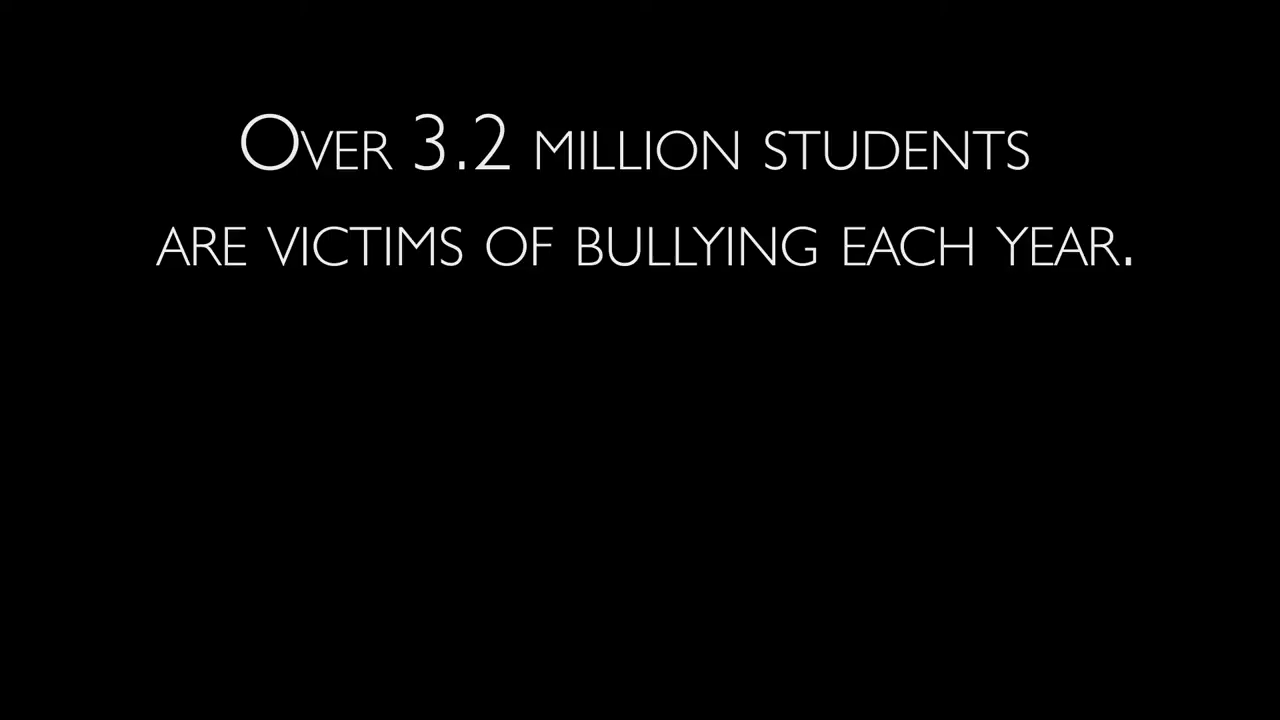 Over 3.2 million students
are victims of bullying each year.